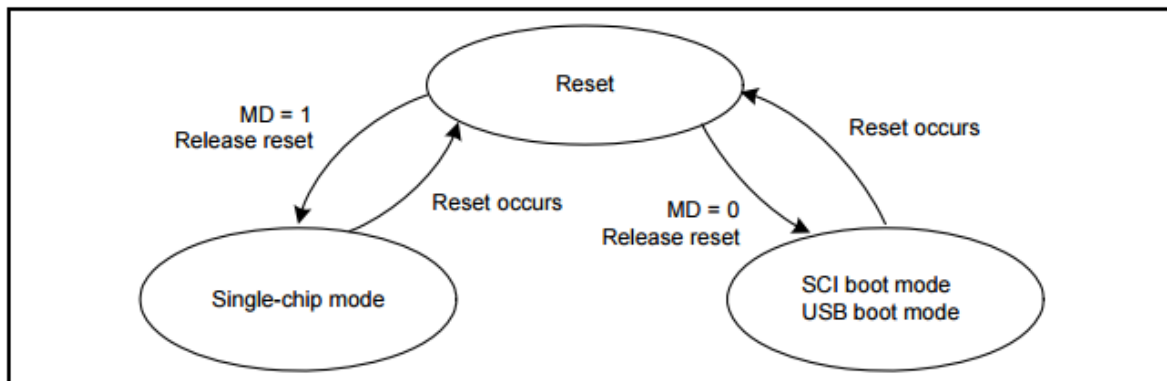 Reset
MD = 1
Release reset
Reset occurs
Reset occurs
MD = 0
Release reset
Single-chip mode
SCI boot mode
USB boot mode